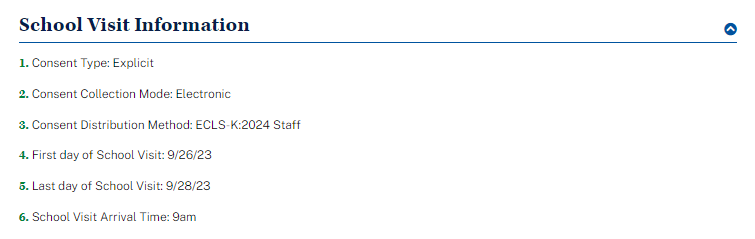 School Visit Information
1. Consent Type: Explicit
2. Consent Collection Mode: Electronic
3. Consent Distribution Method: ECLS-K:2024 Staff
4. First day of School Visit: 9/26/23
5. Last day of School Visit: 9/28/23
6. School Visit Arrival Time: 9am